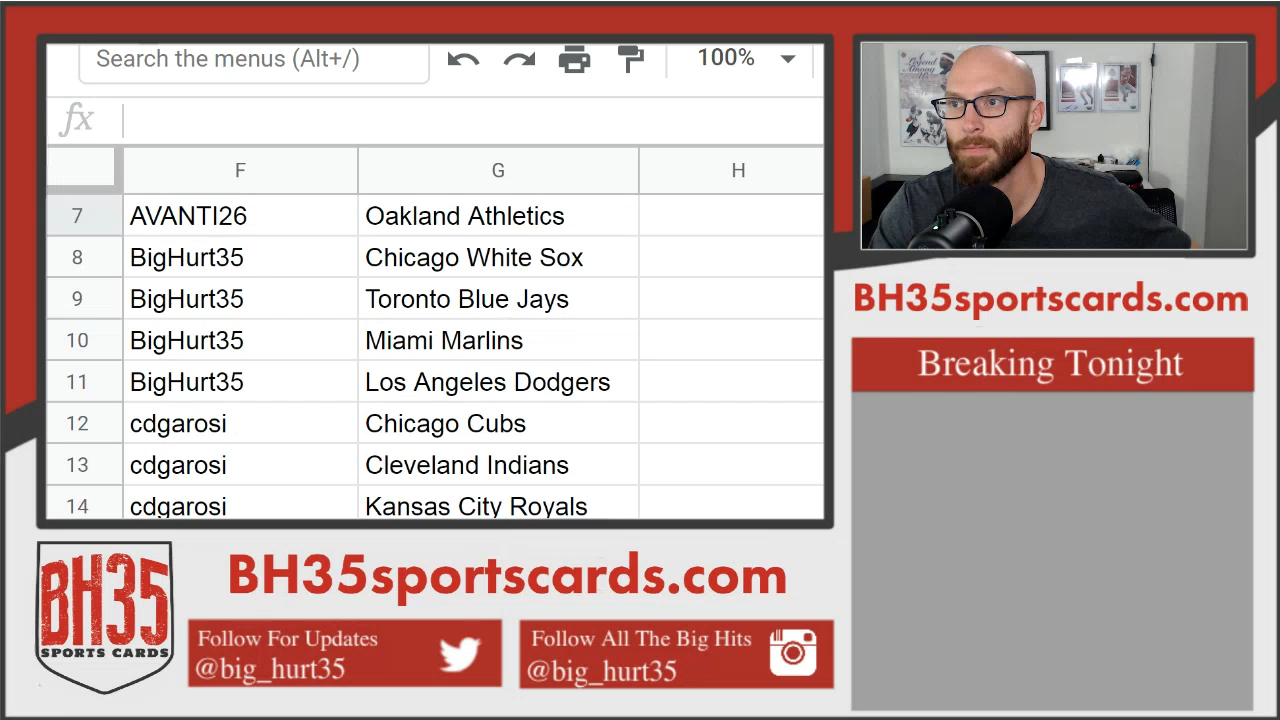 Search the menus (Alt+/)
100%
fx
F G H
7 AVANTI26 Oakland Athletics
8 BigHurt35 Chicago White Sox
9 BigHurt35 Toronto Blue Jays
10 BigHurt35 Miami Marlins
11 BigHurt35 Los Angeles Dodgers
12 cdgarosi Chicago Cubs
13 cdgarosi Cleveland Indians
14 cdgarosi Kansas City Royals
Legend
Among
BH35sportscards.com
Breaking Tonight
BH35
SPORTS CARDS
BH35sportscards.com
Follow For Updates
@big_hurt35
Follow All The Big Hits
@big_hurt35